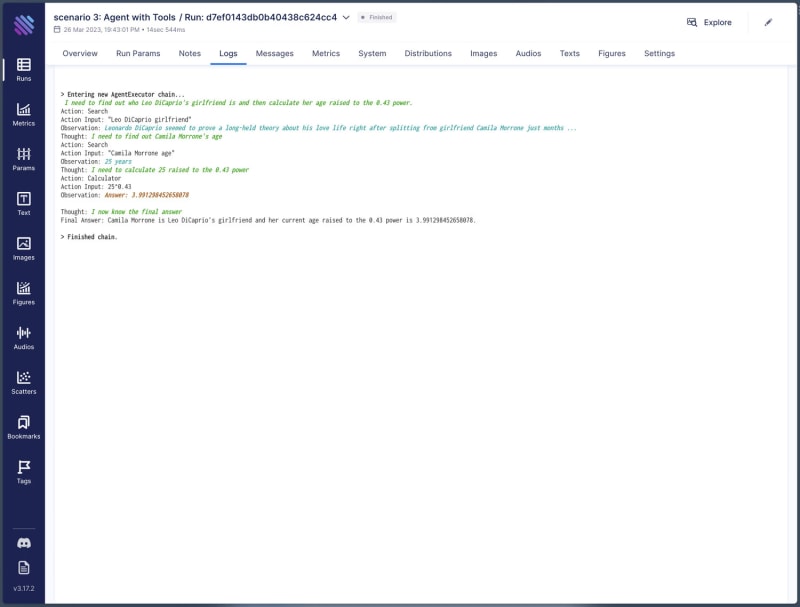 scenario 3: Agent with Tools / Run: d7ef0143db0b40438c624cc4
Finished
26 Mar 2023, 19:43:01 PM • 14sec 544ms
Explore
Overview Run Params Notes Logs Messages Metrics System Distributions Images Audios Texts Figures Settings
Runs
Metrics
Params
Text
Images
Figures
Audios
Scatters
Bookmarks
Tags
v3.17.2
> Entering new AgentExecutor chain...
I need to find out who Leo DiCaprio's girlfriend is and then calculate her age raised to the 0.43 power.
Action: Search
Action Input: "Leo DiCaprio girlfriend"
Observation: Leonardo DiCaprio seemed to prove a long-held theory about his love life right after splitting from girlfriend Camila Morrone just months ...
Thought: I need to find out Camila Morrone's age
Action: Search
Action Input: "Camila Morrone age"
Observation: 25 years
Thought: I need to calculate 25 raised to the 0.43 power
Action: Calculator
Action Input: 25^0.43
Observation: Answer: 3.991298452658078
Thought: I now know the final answer
Final Answer: Camila Morrone is Leo DiCaprio's girlfriend and her current age raised to the 0.43 power is 3.991298452658078.
> Finished chain.